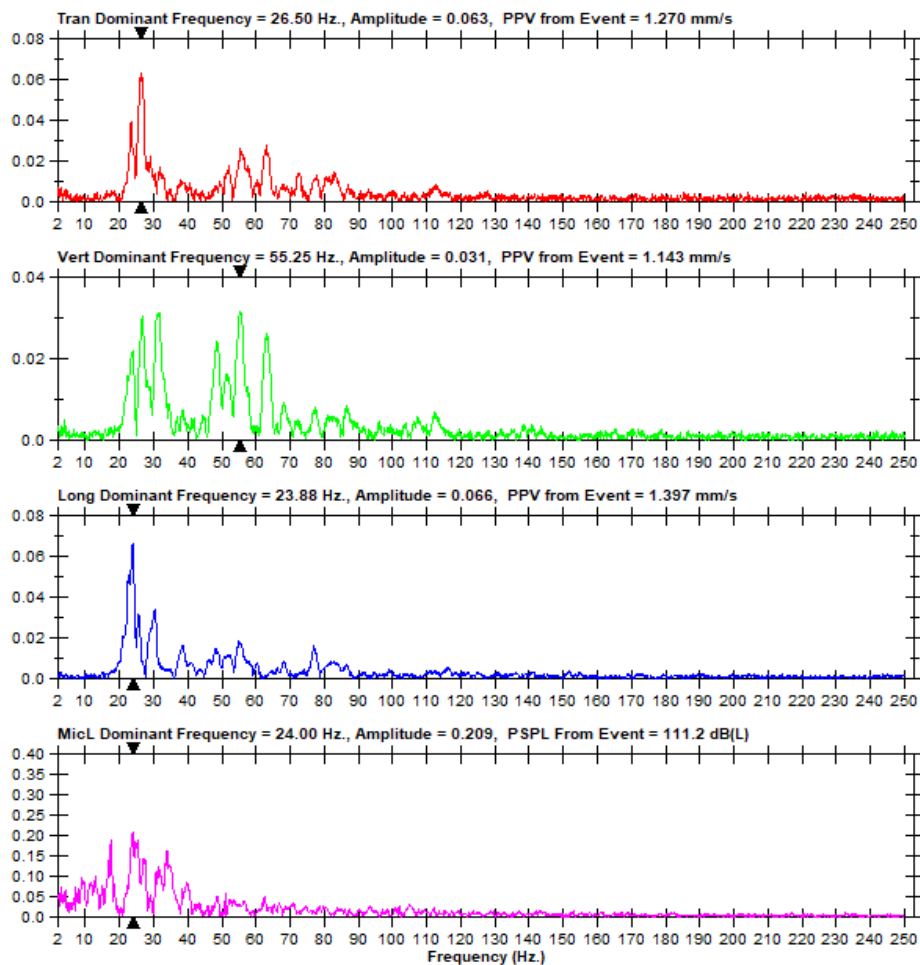 Tran Dominant Frequency = 26.50 Hz., Amplitude = 0.063, PPV from Event = 1.270 mm/s
0.08
0.06
0.04
0.02
0.0
2 10 20 30 40 50 60 70 80 90 100 110 120 130 140 150 160 170 180 190 200 210 220 230 240 250
Vert Dominant Frequency = 55.25 Hz., Amplitude = 0.031, PPV from Event = 1.143 mm/s
0.04
0.02
0.0
2 10 20 30 40 50 60 70 80 90 100 110 120 130 140 150 160 170 180 190 200 210 220 230 240 250
Long Dominant Frequency = 23.88 Hz., Amplitude = 0.066, PPV from Event = 1.397 mm/s
0.08
0.06
0.04
0.02
0.0
2 10 20 30 40 50 60 70 80 90 100 110 120 130 140 150 160 170 180 190 200 210 220 230 240 250
MicL Dominant Frequency = 24.00 Hz., Amplitude = 0.209, PSPL From Event = 111.2 dB(L)
0.40
0.35
0.30
0.25
0.20
0.15
0.10
0.05
0.0
2 10 20 30 40 50 60 70 80 90 100 110 120 130 140 150 160 170 180 190 200 210 220 230 240 250
Frequency (Hz.)